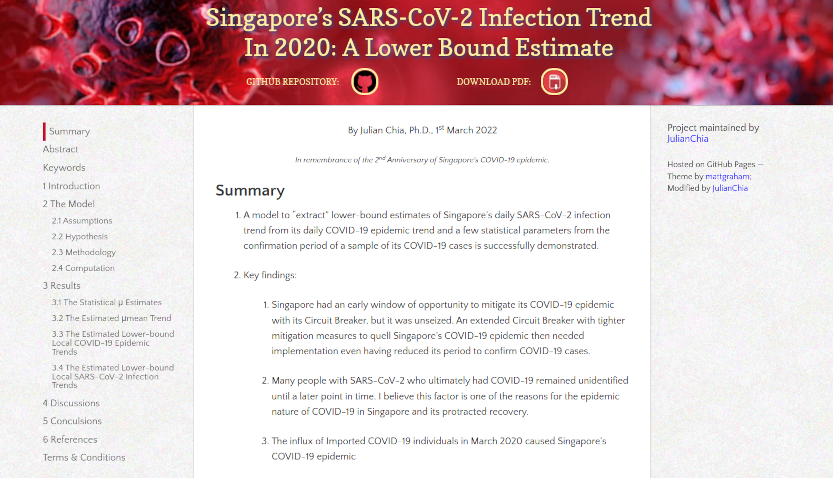 Singapore's SARS-CoV-2 Infection Trend
In 2020: A Lower Bound Estimate
GITHUB REPOSITORY:
DOWNLOAD PDF:
Summary
Abstract
Keywords
1 Introduction
2 The Model
2.1 Assumptions
2.2 Hypothesis
2.3 Methodology
2.4 Computation
3 Results
3.1 The Statistical μ Estimates
3.2 The Estimated μmean Trend
3.3 The Estimated Lower-bound
Local COVID-19 Epidemic
Trends
3.4 The Estimated Lower-bound
Local SARS-CoV-2 Infection
Trends
4 Discussions
5 Conculsions
6 References
Terms & Conditions
By Julian Chia, Ph.D., 1st March 2022
In remembrance of the 2nd Anniversary of Singapore's COVID-19 epidemic.
Summary
1. A model to "extract" lower-bound estimates of Singapore's daily SARS-CoV-2 infection
trend from its daily COVID-19 epidemic trend and a few statistical parameters from the
confirmation period of a sample of its COVID-19 cases is successfully demonstrated.
2. Key findings:
1. Singapore had an early window of opportunity to mitigate its COVID-19 epidemic
with its Circuit Breaker, but it was unseized. An extended Circuit Breaker with tighter
mitigation measures to quell Singapore's COVID-19 epidemic then needed
implementation even having reduced its period to confirm COVID-19 cases.
2. Many people with SARS-CoV-2 who ultimately had COVID-19 remained unidentified
until a later point in time. I believe this factor is one of the reasons for the epidemic
nature of COVID-19 in Singapore and its protracted recovery.
3. The influx of Imported COVID-19 individuals in March 2020 caused Singapore's
COVID-19 epidemic
Project maintained by
JulianChia
Hosted on GitHub Pages —
Theme by mattgraham;
Modified by JulianChia